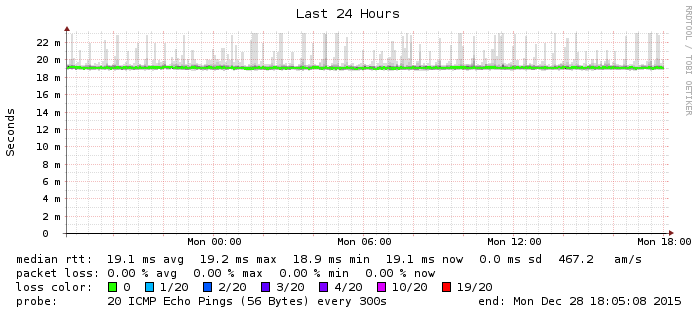 Last 24 Hours
RRDTOOL / TOBI OETIKER
Seconds
22 m
20 m
18 m
16 m
14 m
12 m
10 m
8 m
6 m
4 m
2 m
0
Mon 00:00 Mon 06:00 Mon 12:00 Mon 18:00
median rtt: 19.1 ms avg 19.2 ms max 18.9 ms min 19.1 ms now 0.0 ms sd 467.2 am/s
packet loss: 0.00 % avg 0.00 % max 0.00 % min 0.00 % now
loss color: 0 1/20 2/20 3/20 4/20 10/20 19/20
probe: 20 ICMP Echo Pings (56 Bytes) every 300s end: Mon Dec 28 18:05:08 2015